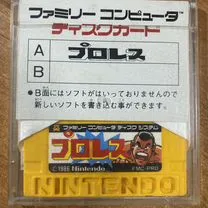 ファミリー コンピュータ
ディスクカード
A プロレス
B
●B面にはソフトがはいっておりませんので
新しいソフトを書き込む事ができます。
ファミリー コンピュータ ディスク システム
プロレス
©1986 Nintendo
FMC-PRO
NINTENDO